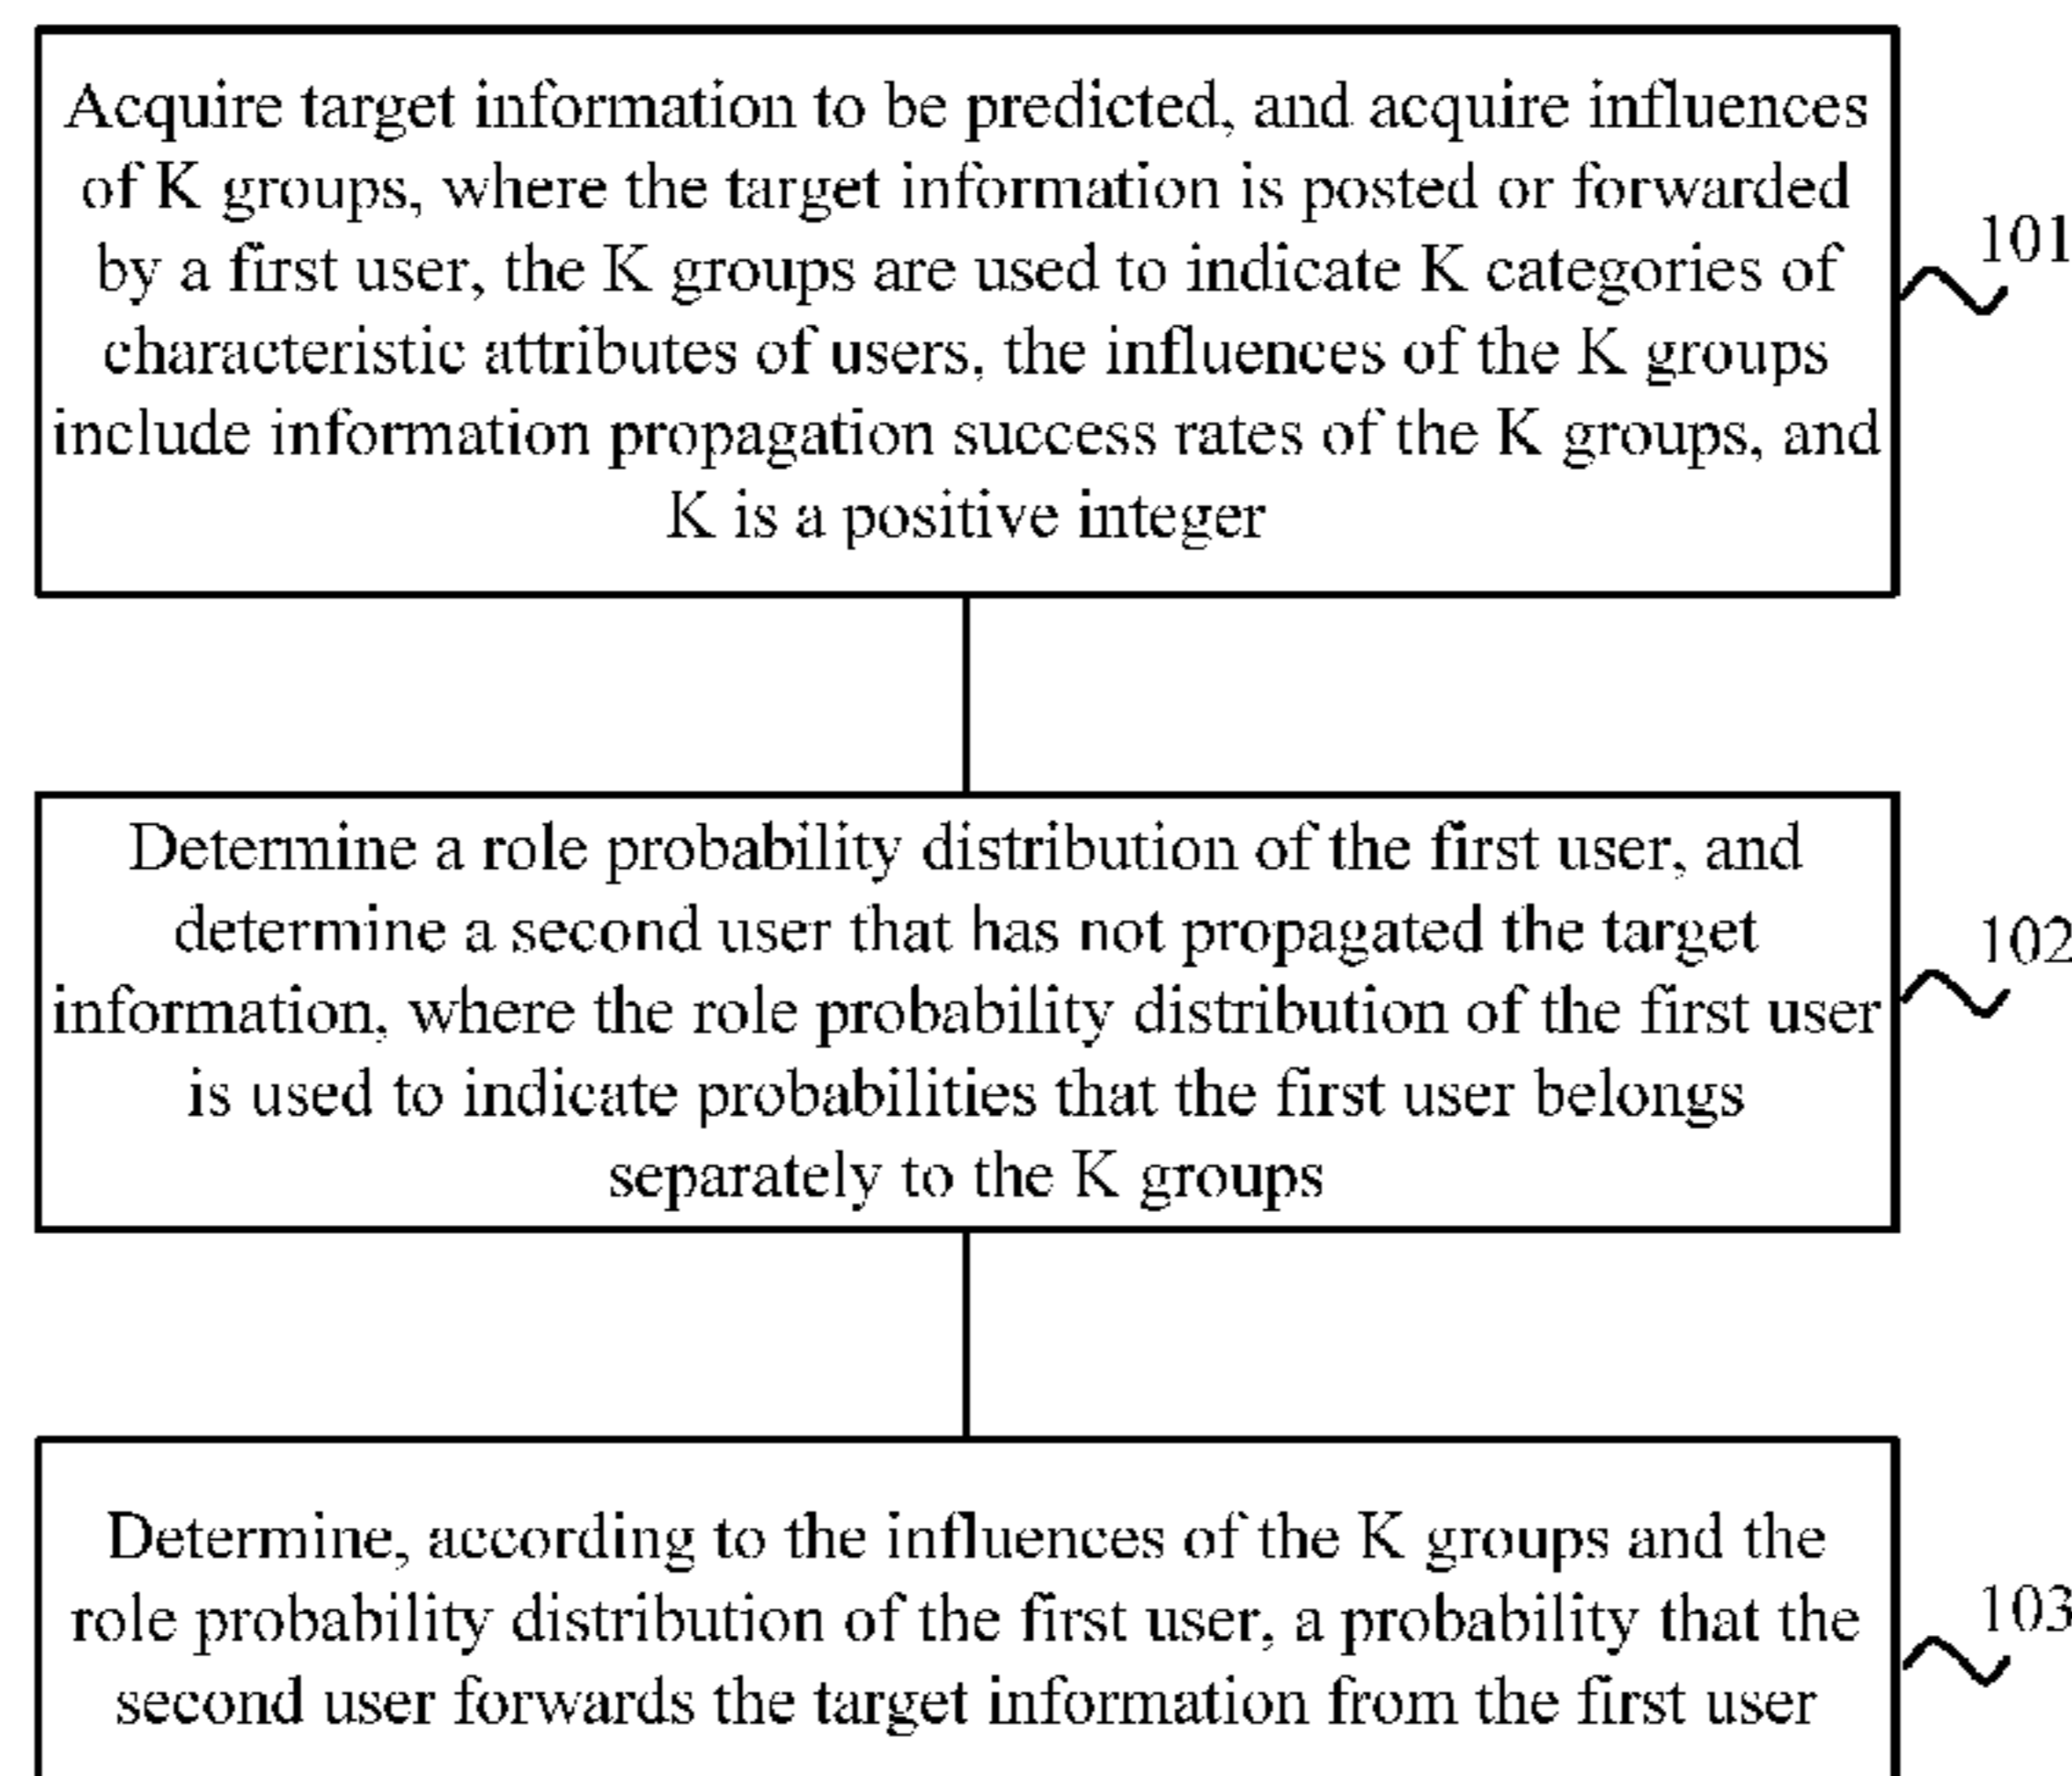 Acquire target information to be predicted, and acquire influences
of K groups, where the target information is posted or forwarded
by a first user, the K groups are used to indicate K categories of
characteristic attributes of users, the influences of the K groups
include information propagation success rates of the K groups, and
K is a positive integer
101
Determine a role probability distribution of the first user, and
determine a second user that has not propagated the target
information, where the role probability distribution of the first user
is used to indicate probabilities that the first user belongs
separately to the K groups
102
Determine, according to the influences of the K groups and the
role probability distribution of the first user, a probability that the
second user forwards the target information from the first user
103